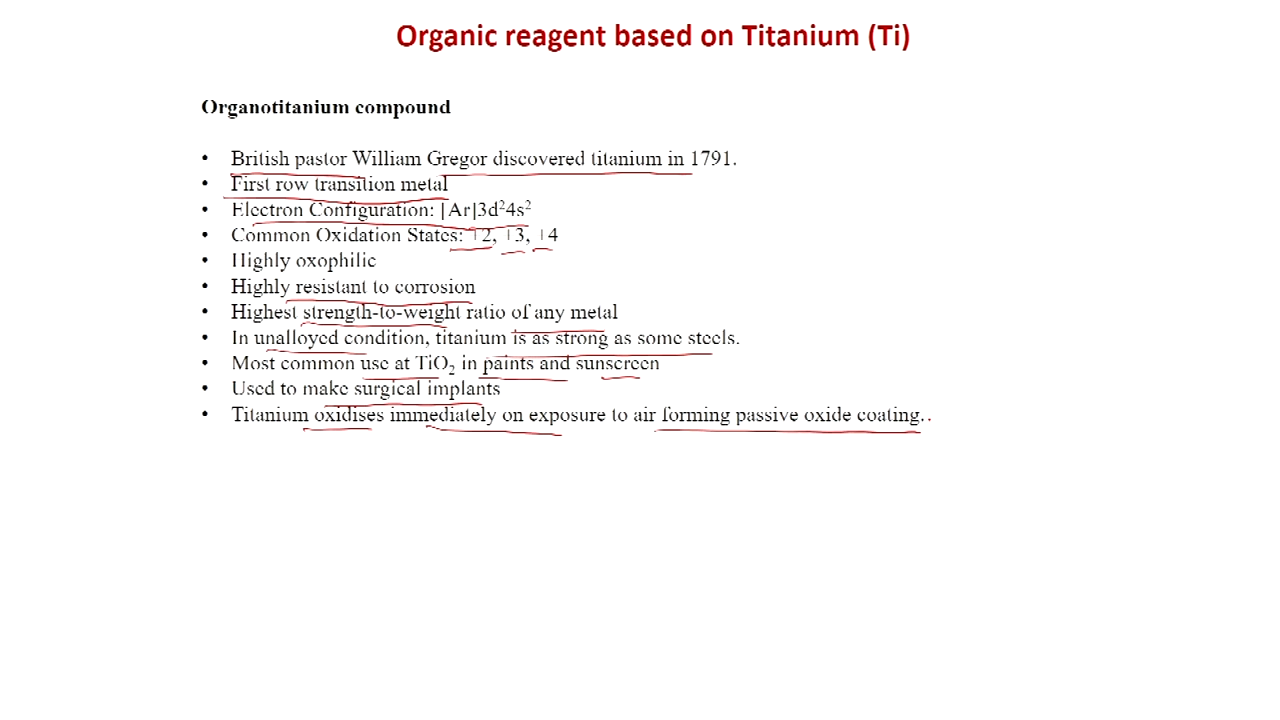 Organic reagent based on Titanium (Ti)
Organotitanium compound
• British pastor William Gregor discovered titanium in 1791.
• First row transition metal
• Electron Configuration: [Ar]3d²4s²
• Common Oxidation States: +2, +3, +4
• Highly oxophilic
• Highly resistant to corrosion
• Highest strength-to-weight ratio of any metal
• In unalloyed condition, titanium is as strong as some steels.
• Most common use at TiO₂ in paints and sunscreen
• Used to make surgical implants
• Titanium oxidises immediately on exposure to air forming passive oxide coating..